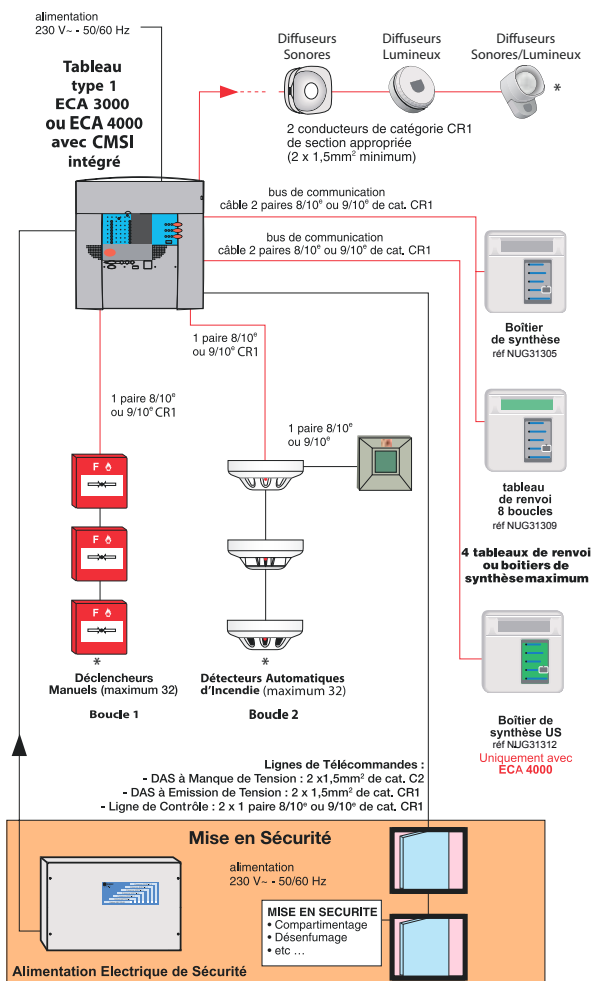 alimentation
230 V~ - 50/60 Hz
Tableau
type 1
ECA 3000
ou ECA 4000
avec CMSI
intégré
Diffuseurs
Sonores
Diffuseurs
Lumineux
Diffuseurs
Sonores/Lumineux
*
2 conducteurs de catégorie CR1
de section appropriée
(2 x 1,5mm² minimum)
bus de communication
câble 2 paires 8/10e ou 9/10e de cat. CR1
bus de communication
câble 2 paires 8/10e ou 9/10e de cat. CR1
Boîtier
de synthèse
réf NUG31305
1 paire 8/10e
ou 9/10e CR1
1 paire 8/10e
ou 9/10e CR1
1 paire 8/10e
ou 9/10e
F
F
F
tableau
de renvoi
8 boucles
réf NUG31309
4 tableaux de renvoi
ou boitiers de
synthèse maximum
*
Déclencheurs
Manuels (maximum 32)
Boucle 1
*
Détecteurs Automatiques
d'Incendie (maximum 32)
Boucle 2
Boîtier de
synthèse US
réf NUG31312
Uniquement avec
ECA 4000
Lignes de Télécommandes :
- DAS à Manque de Tension : 2 x1,5mm² de cat. C2
- DAS à Emission de Tension : 2 x 1,5mm² de cat. CR1
- Ligne de Contrôle : 2 x 1 paire 8/10e ou 9/10e de cat. CR1
Mise en Sécurité
alimentation
230 V~ - 50/60 Hz
MISE EN SECURITE
• Compartimentage
• Désenfumage
• etc ...
Alimentation Electrique de Sécurité